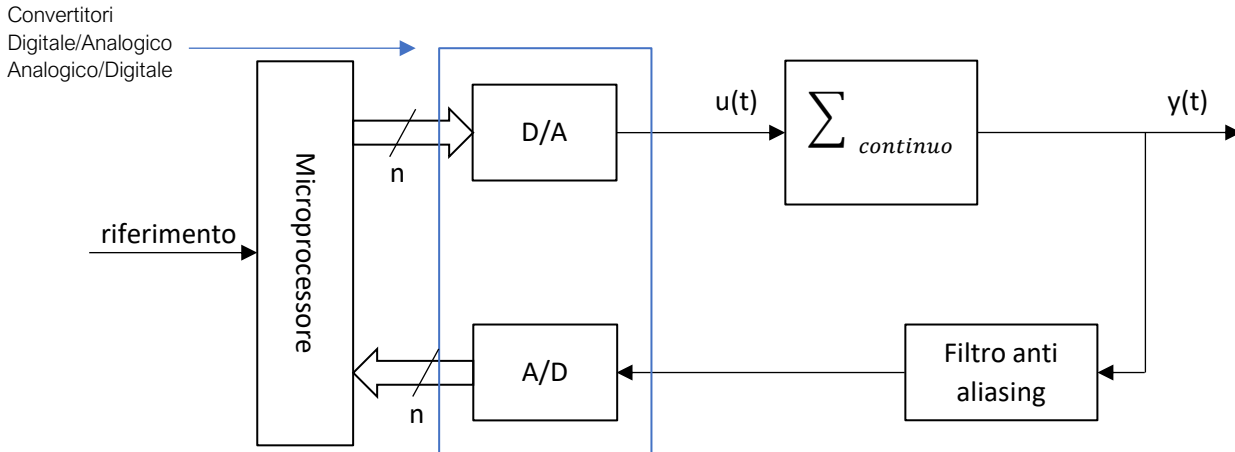 Convertitori
Digitale/Analogico
Analogico/Digitale
D/A
u(t)
∑ continuo
y(t)
n
Microprocessore
riferimento
A/D
n
Filtro anti
aliasing